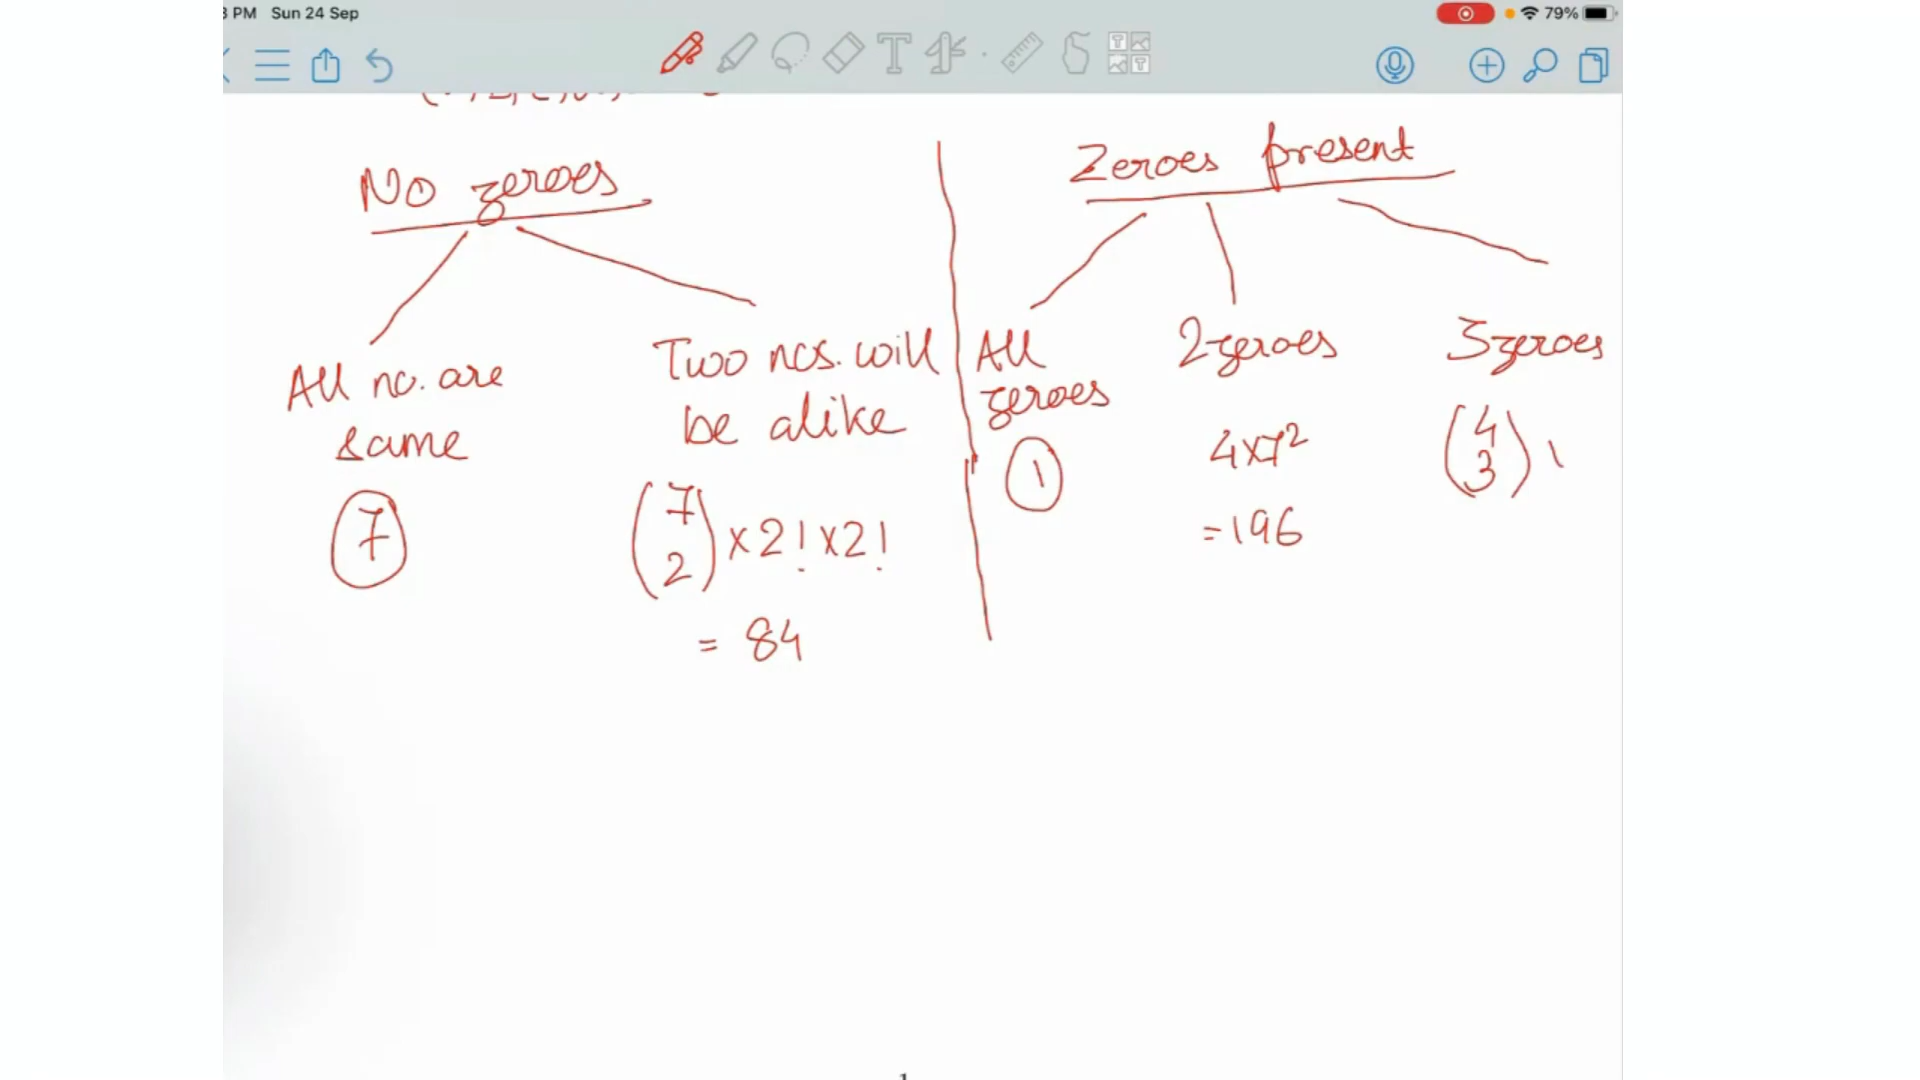 3 PM Sun 24 Sep
79%
No zeroes
All no. are
same
7
Two nos. will
be alike
(7 2) × 2! × 2!
= 84
Zeroes present
All
zeroes
1
2 zeroes
4×7²
=196
3 zeroes
(4 3)